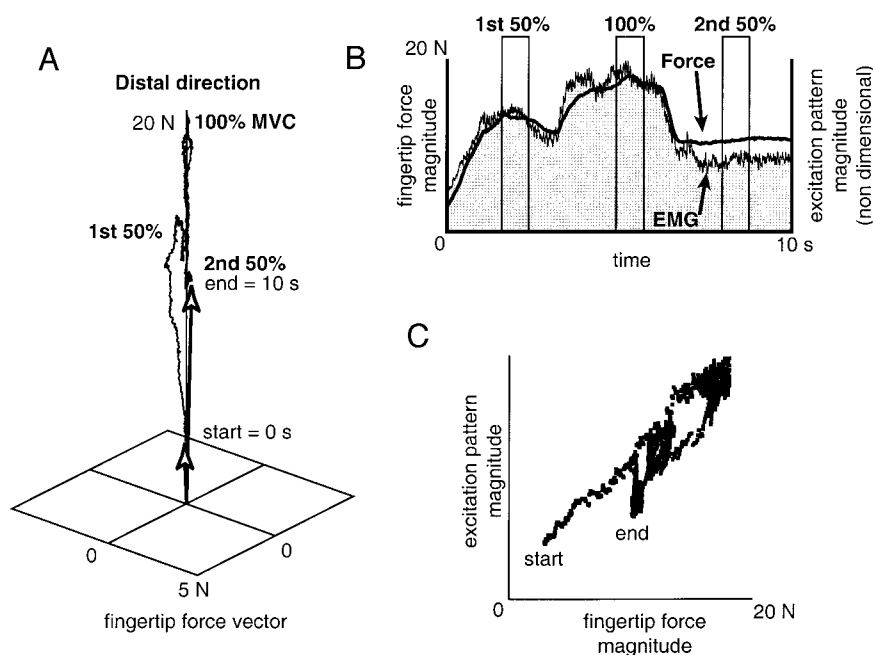 A
Distal direction
20 N
100% MVC
1st 50%
2nd 50%
end = 10 s
start = 0 s
0
0
5 N
fingertip force vector
B
1st 50%
100%
2nd 50%
20 N
Force
EMG
fingertip force
magnitude
excitation pattern
magnitude
(non dimensional)
0
10 s
time
C
excitation pattern
magnitude
start
end
0
20 N
fingertip force
magnitude